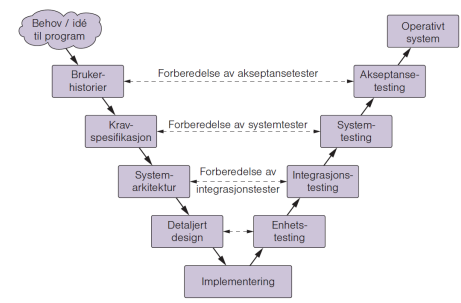 Behov / idé
til program
Operativt
system
Bruker-
historier
Forberedelse av akseptansetester
Akseptanse-
testing
Krav-
spesifikasjon
Forberedelse av systemtester
System-
testing
System-
arkitektur
Forberedelse av
integrasjonstester
Integrasjons-
testing
Detaljert
design
Enhets-
testing
Implementering